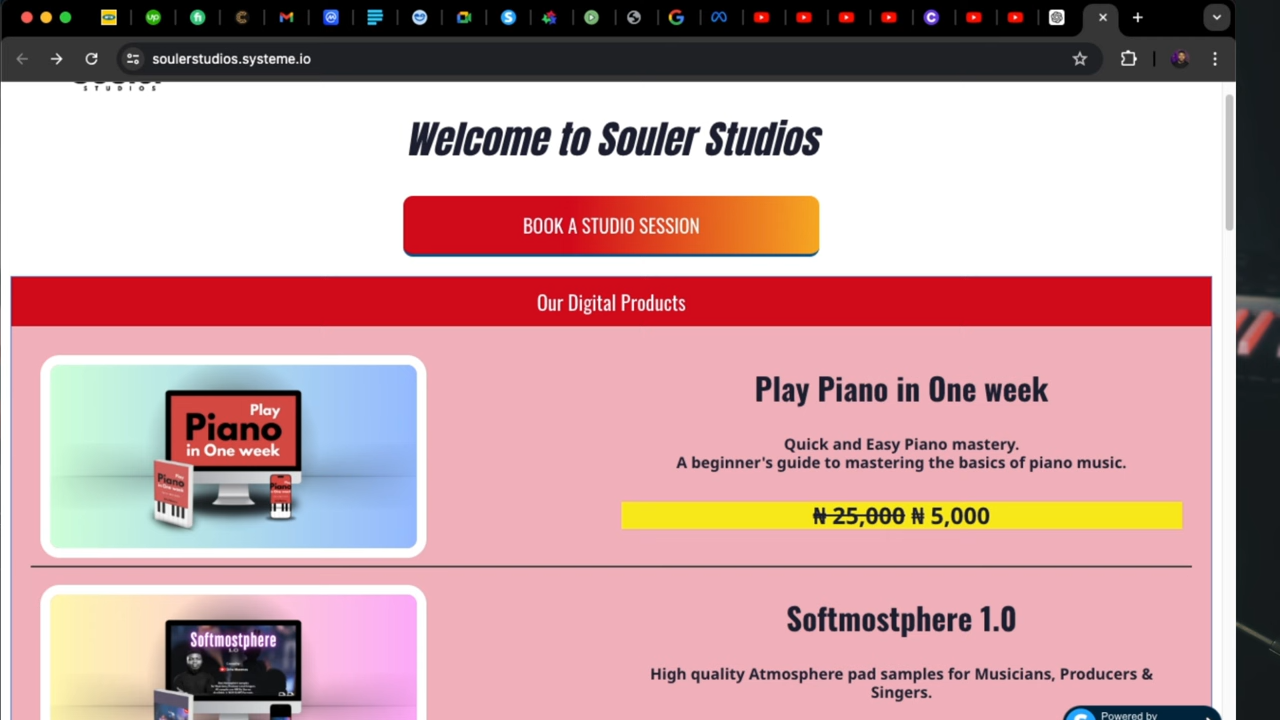 soulerstudios.systeme.io
STUDIOS
Welcome to Souler Studios
BOOK A STUDIO SESSION
Our Digital Products
Play
Piano
in One week
Play Piano in One week
Quick and Easy Piano mastery.
A beginner's guide to mastering the basics of piano music.
₦ 25,000 ₦ 5,000
Softmostphere
1.0
Softmostphere 1.0
High quality Atmosphere pad samples for Musicians, Producers &
Singers.
Powered by